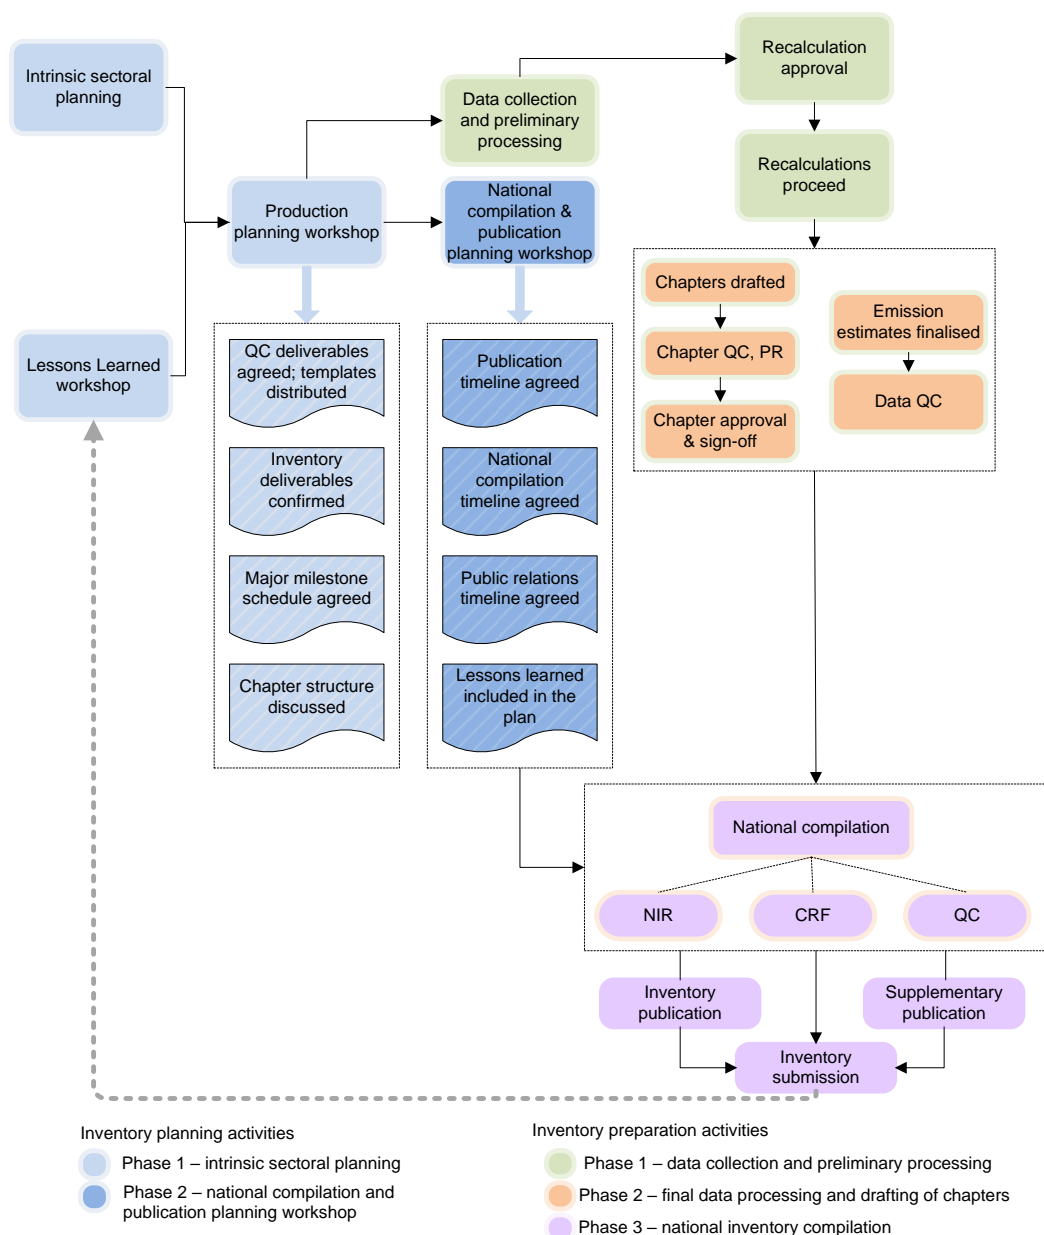 Intrinsic sectoral
planning
Lessons Learned
workshop
Production
planning workshop
Data collection
and preliminary
processing
National
compilation &
publication
planning workshop
Recalculation
approval
Recalculations
proceed
Chapters drafted
Chapter QC, PR
Chapter approval
& sign-off
Emission
estimates finalised
Data QC
QC deliverables
agreed; templates
distributed
Inventory
deliverables
confirmed
Major milestone
schedule agreed
Chapter structure
discussed
Publication
timeline agreed
National
compilation
timeline agreed
Public relations
timeline agreed
Lessons learned
included in the
plan
National compilation
NIR
CRF
QC
Inventory
publication
Supplementary
publication
Inventory
submission
Inventory planning activities
Phase 1 – intrinsic sectoral planning
Phase 2 – national compilation and
publication planning workshop
Inventory preparation activities
Phase 1 – data collection and preliminary processing
Phase 2 – final data processing and drafting of chapters
Phase 3 – national inventory compilation